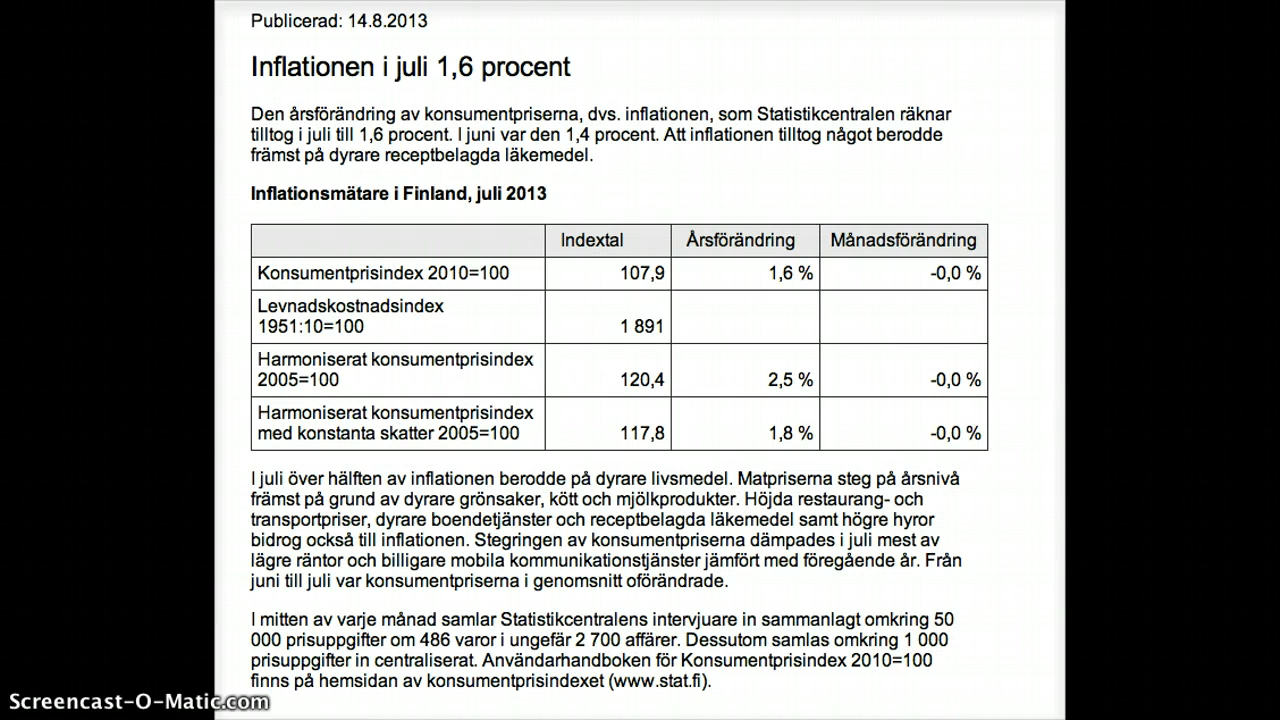 Publicerad: 14.8.2013
Inflationen i juli 1,6 procent
Den årsförändring av konsumentpriserna, dvs. inflationen, som Statistikcentralen räknar
tilltog i juli till 1,6 procent. I juni var den 1,4 procent. Att inflationen tilltog något berodde
främst på dyrare receptbelagda läkemedel.
Inflationsmätare i Finland, juli 2013
Indextal Årsförändring Månadsförändring
Konsumentprisindex 2010=100 107,9 1,6 % -0,0 %
Levnadskostnadsindex
1951:10=100 1 891
Harmoniserat konsumentprisindex
2005=100 120,4 2,5 % -0,0 %
Harmoniserat konsumentprisindex
med konstanta skatter 2005=100 117,8 1,8 % -0,0 %
I juli över hälften av inflationen berodde på dyrare livsmedel. Matpriserna steg på årsnivå
främst på grund av dyrare grönsaker, kött och mjölkprodukter. Höjda restaurang- och
transportpriser, dyrare boendetjänster och receptbelagda läkemedel samt högre hyror
bidrog också till inflationen. Stegringen av konsumentpriserna dämpades i juli mest av
lägre räntor och billigare mobila kommunikationstjänster jämfört med föregående år. Från
juni till juli var konsumentpriserna i genomsnitt oförändrade.
I mitten av varje månad samlar Statistikcentralens intervjuare in sammanlagt omkring 50
000 prisuppgifter om 486 varor i ungefär 2 700 affärer. Dessutom samlas omkring 1 000
prisuppgifter in centraliserat. Användarhandboken för Konsumentprisindex 2010=100
finns på hemsidan av konsumentprisindexet (www.stat.fi).
Screencast-O-Matic.com